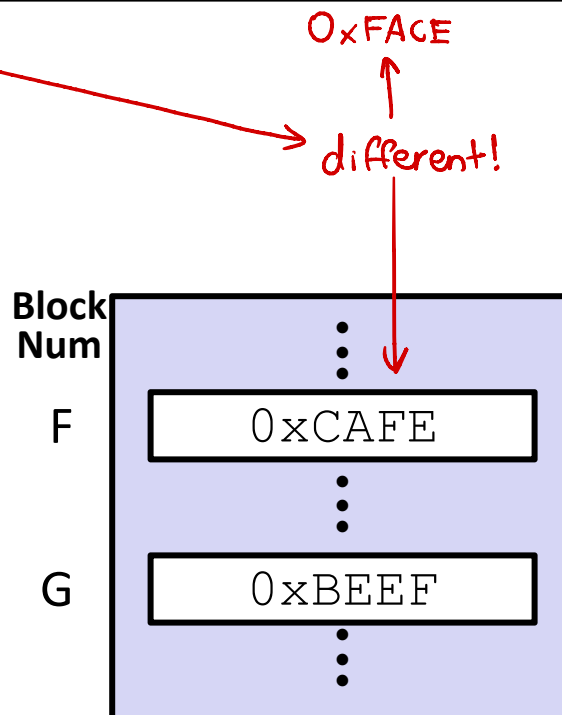 0xFACE
different!
Block
Num
F
0xCAFE
G
0xBEEF